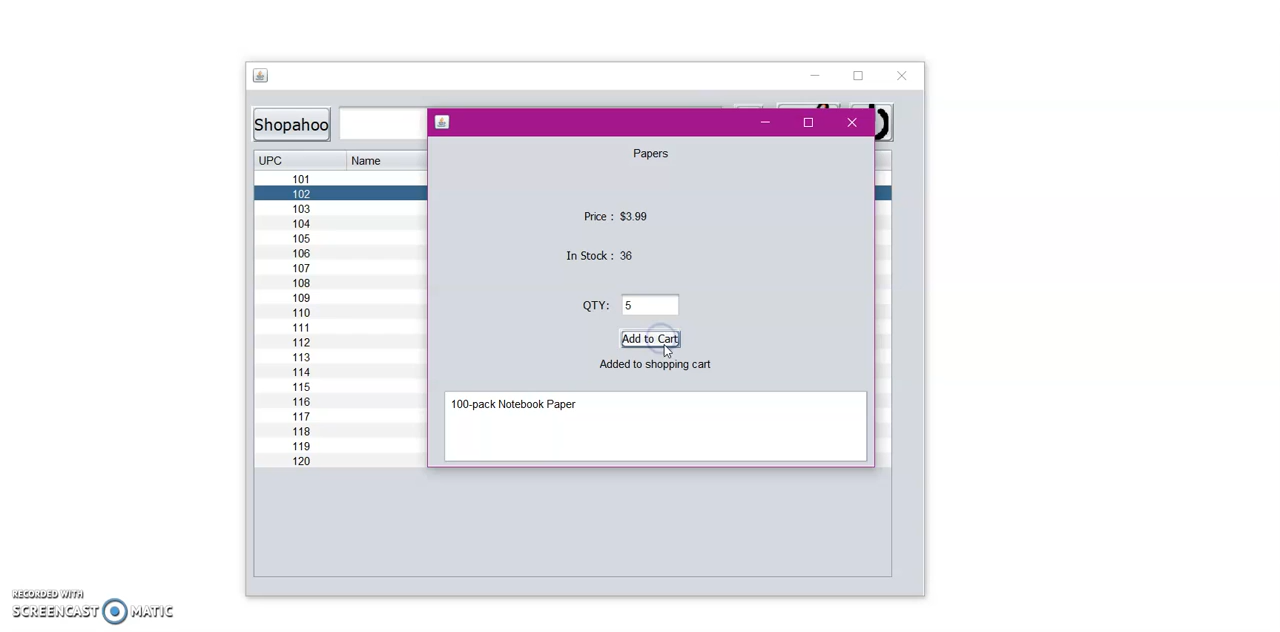 Shopahoo
UPC Name
101
102
103
104
105
106
107
108
109
110
111
112
113
114
115
116
117
118
119
120
Papers
Price : $3.99
In Stock : 36
QTY: 5
Add to Cart
Added to shopping cart
100-pack Notebook Paper
RECORDED WITH
SCREENCAST MATIC